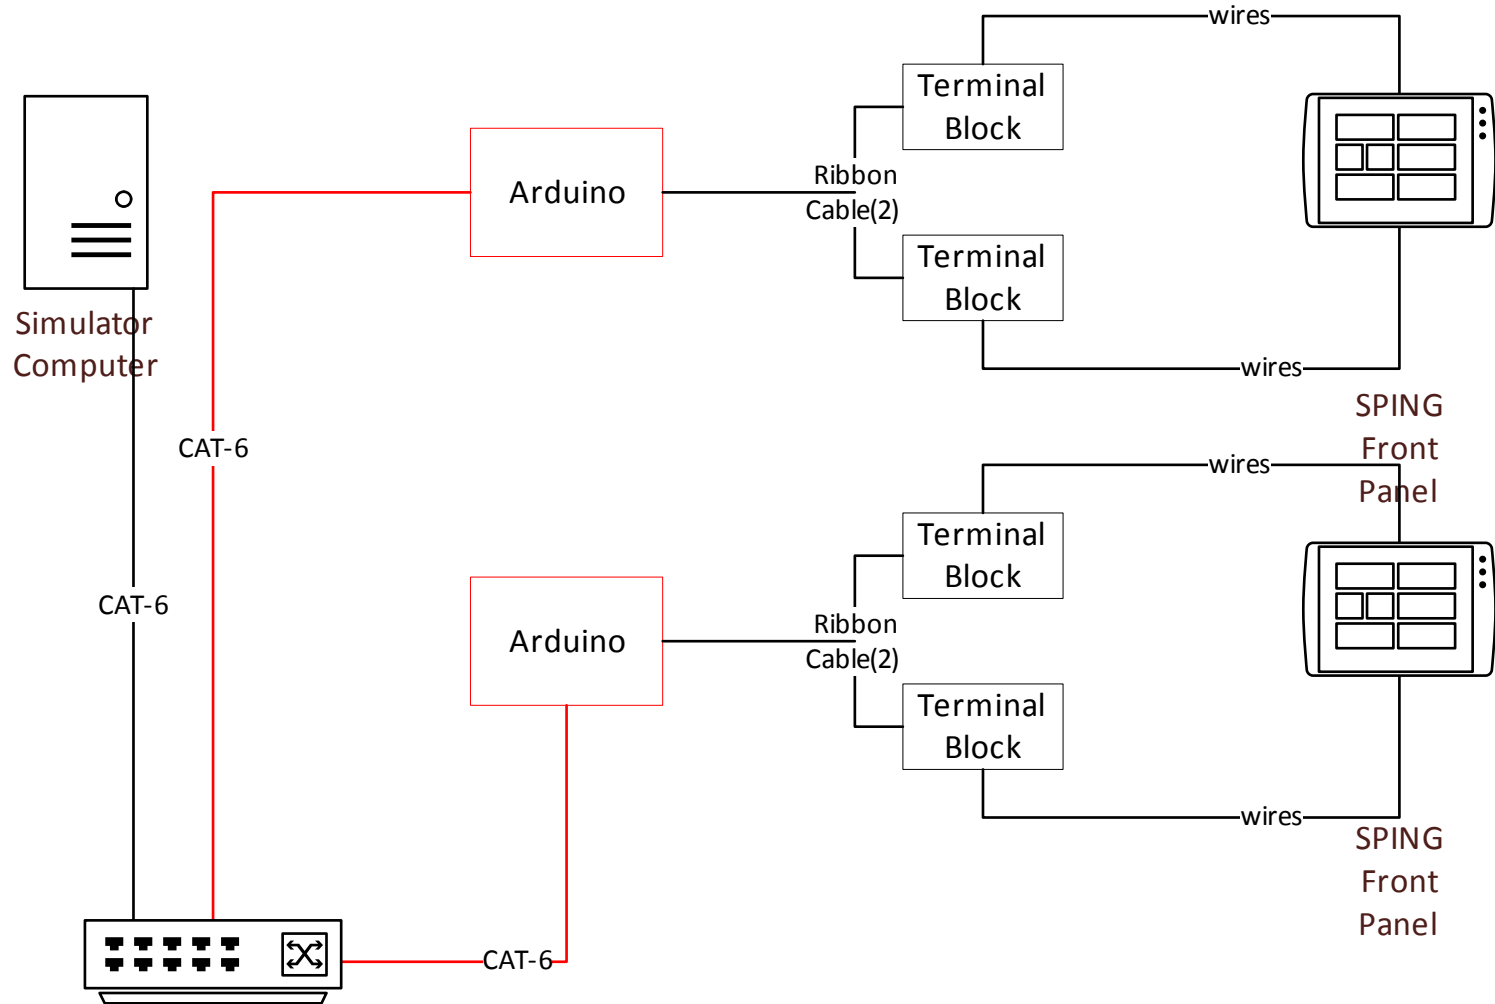 wires
Terminal
Block
Arduino
Ribbon
Cable(2)
Terminal
Block
Simulator
Computer
wires
SPING
Front
Panel
CAT-6
wires
Terminal
Block
CAT-6
Arduino
Ribbon
Cable(2)
Terminal
Block
wires
SPING
Front
Panel
CAT-6